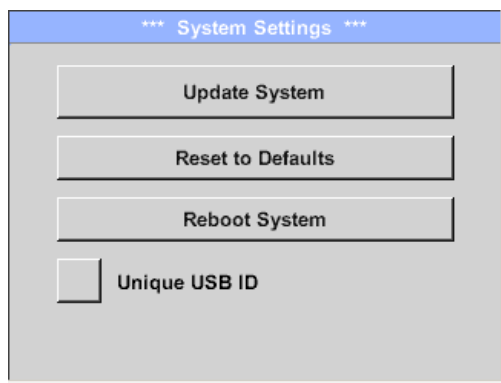 *** System Settings ***
Update System
Reset to Defaults
Reboot System
Unique USB ID